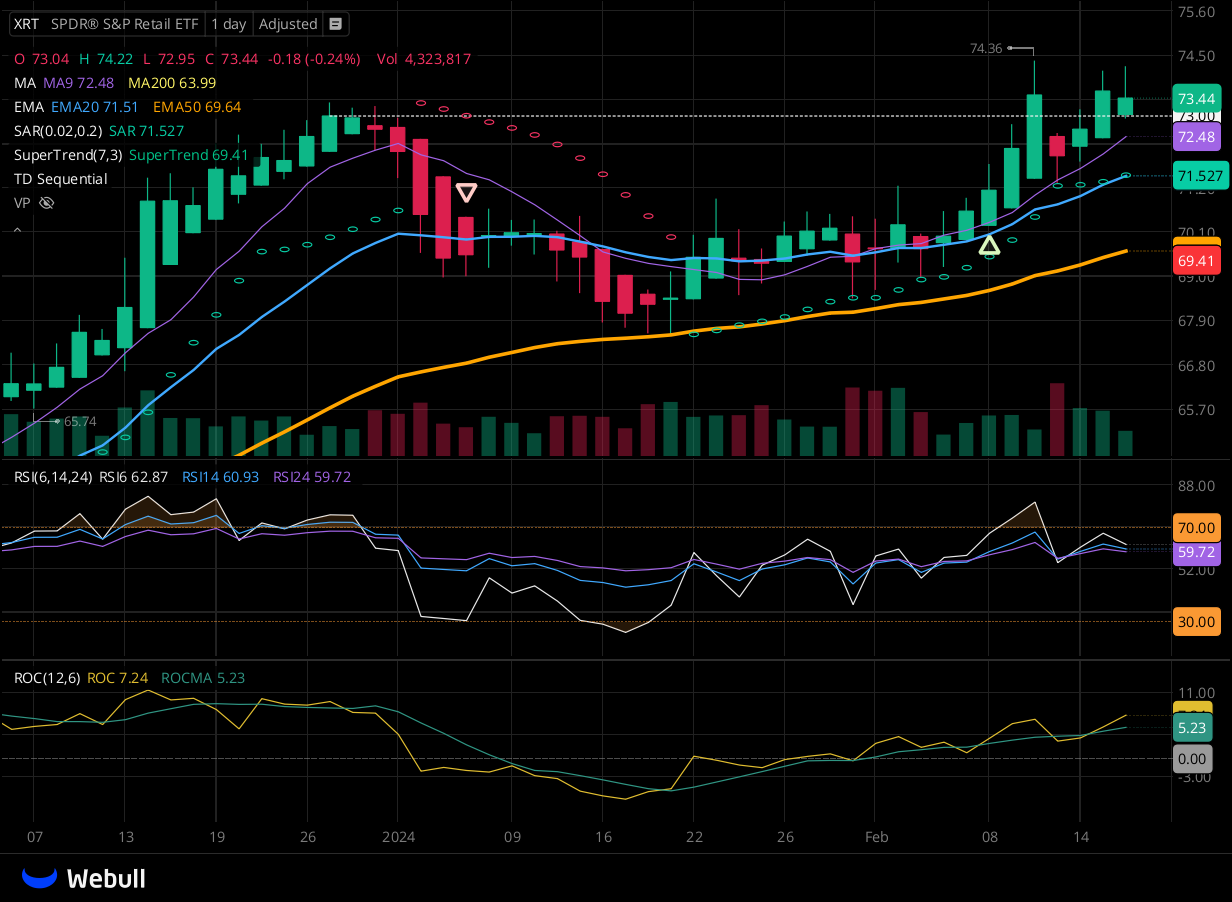 XRT SPDR® S&P Retail ETF 1 day Adjusted
75.60
74.36
74.50
O 73.04 H 74.22 L 72.95 C 73.44 -0.18 (-0.24%) Vol 4,323,817
MA MA9 72.48 MA200 63.99
73.44
EMA EMA20 71.51 EMA50 69.64
73.00
SAR(0.02,0.2) SAR 71.527
72.48
SuperTrend(7,3) SuperTrend 69.41
TD Sequential
71.527
VP
70.10
69.41
69.00
67.90
66.80
65.70
65.74
RSI(6,14,24) RSI6 62.87 RSI14 60.93 RSI24 59.72
88.00
70.00
59.72
52.00
30.00
ROC(12,6) ROC 7.24 ROCMA 5.23
11.00
5.23
0.00
-3.00
07 13 19 26 2024 09 16 22 26 Feb 08 14
Webull